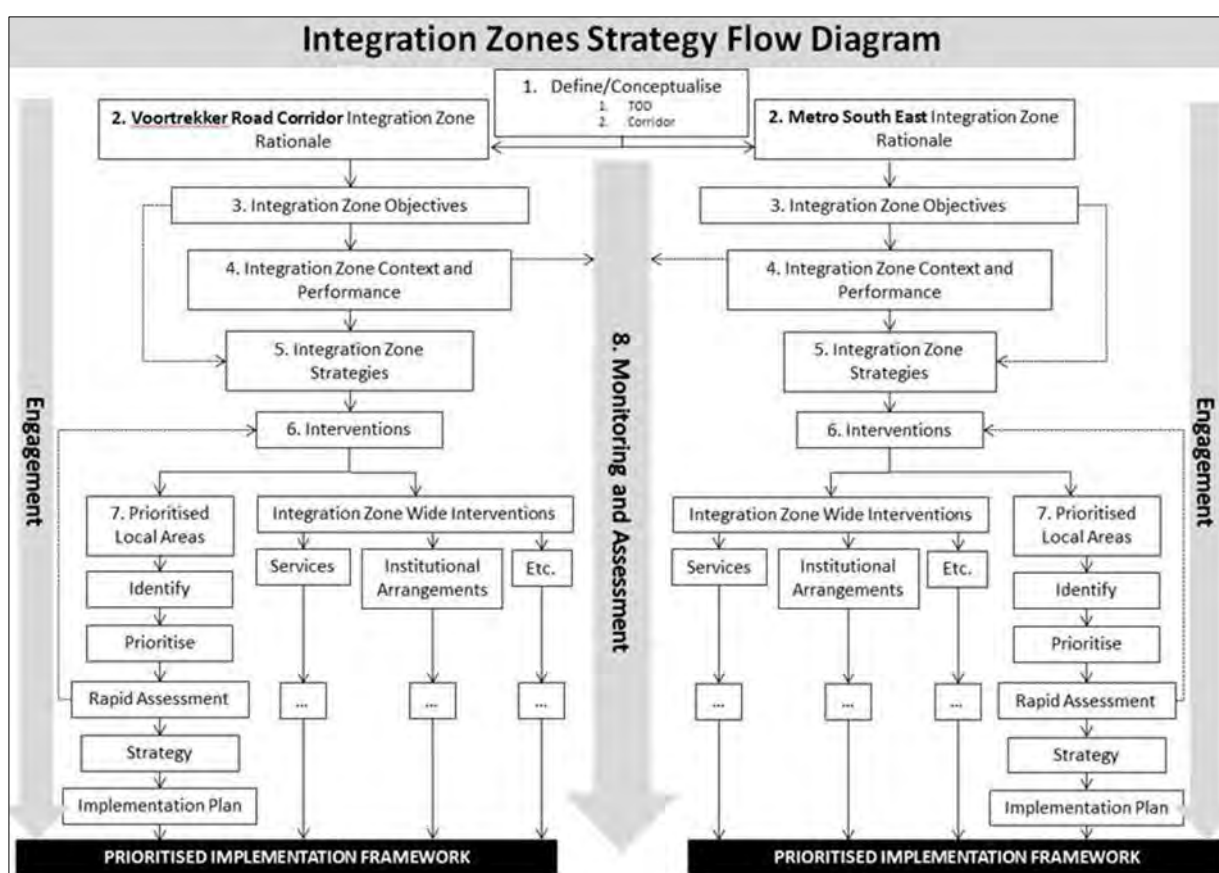 Integration Zones Strategy Flow Diagram
1. Define/Conceptualise
1. TOD
2. Corridor
2. Voortrekker Road Corridor Integration Zone
Rationale
3. Integration Zone Objectives
4. Integration Zone Context and
Performance
5. Integration Zone
Strategies
6. Interventions
7. Prioritised
Local Areas
Identify
Prioritise
Rapid Assessment
Strategy
Implementation Plan
Integration Zone Wide Interventions
Services
Institutional
Arrangements
Etc.
...
...
...
PRIORITISED IMPLEMENTATION FRAMEWORK
Engagement
8. Monitoring and Assessment
2. Metro South East Integration Zone
Rationale
3. Integration Zone Objectives
4. Integration Zone Context and
Performance
5. Integration Zone
Strategies
6. Interventions
Integration Zone Wide Interventions
Services
Institutional
Arrangements
Etc.
...
...
...
7. Prioritised
Local Areas
Identify
Prioritise
Rapid Assessment
Strategy
Implementation Plan
PRIORITISED IMPLEMENTATION FRAMEWORK
Engagement